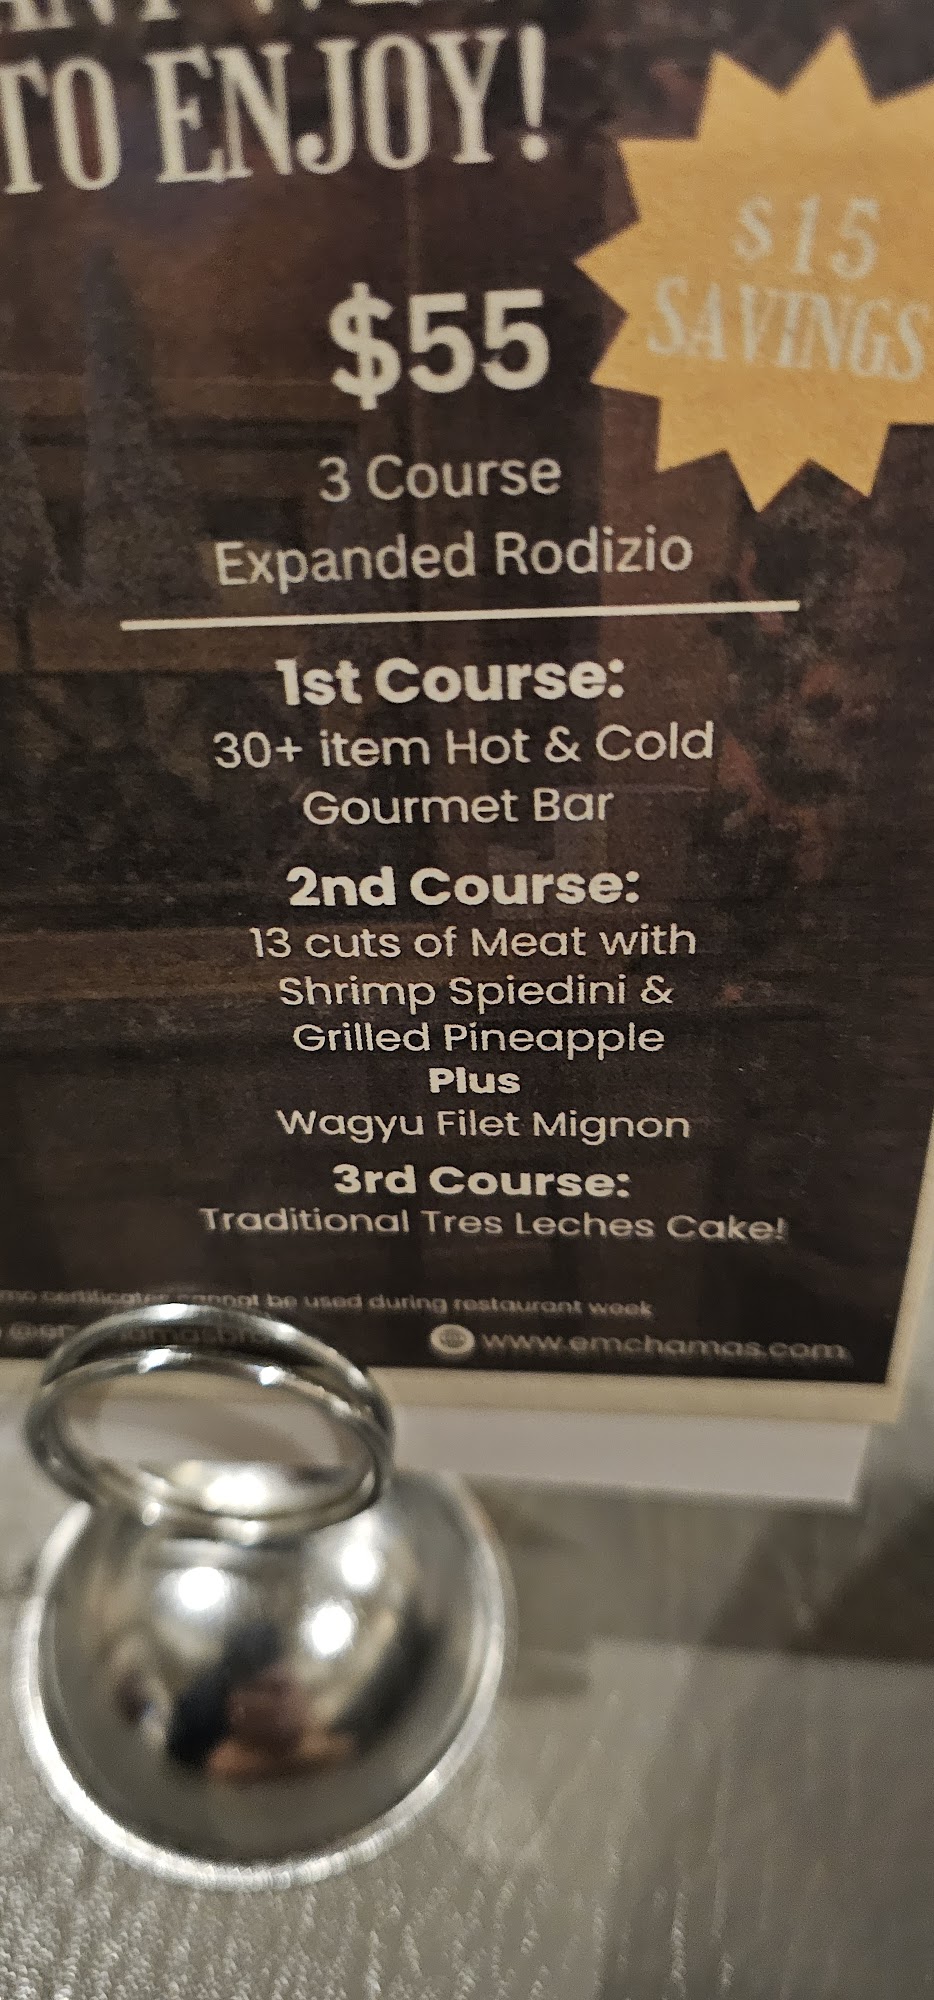 TO ENJOY!
$15
SAVINGS
$55
3 Course
Expanded Rodizio
1st Course:
30+ item Hot & Cold
Gourmet Bar
2nd Course:
13 cuts of Meat with
Shrimp Spiedini &
Grilled Pineapple
Plus
Wagyu Filet Mignon
3rd Course:
Traditional Tres Leches Cake!
certificates cannot be used during restaurant week
www.emchamas.com